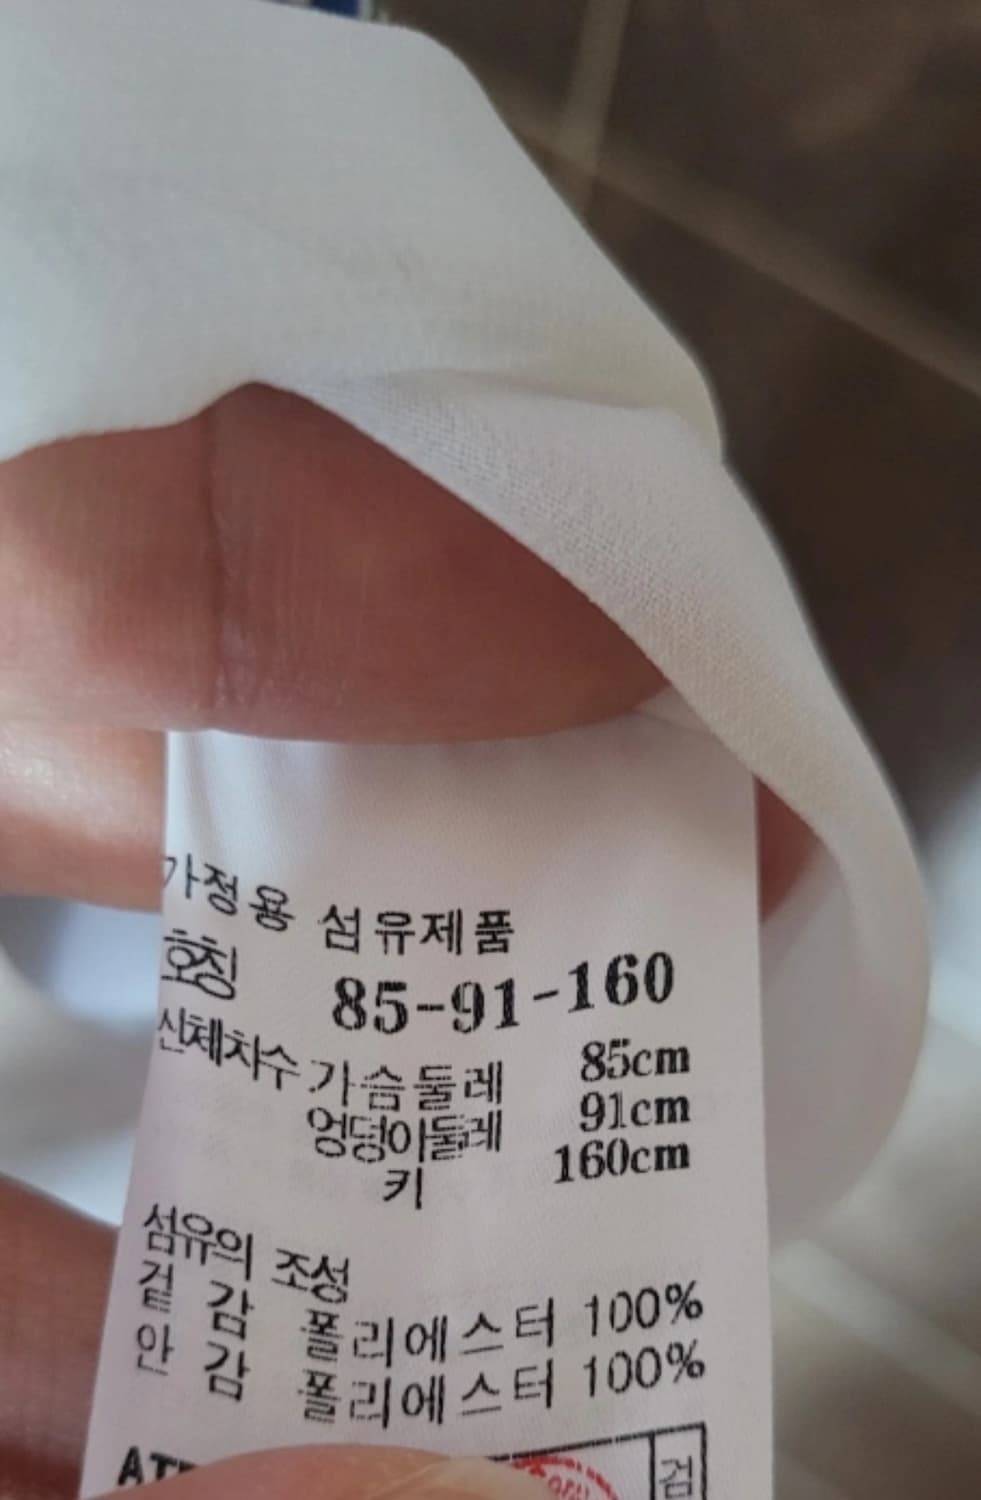 가정용 섬유제품
호칭 85-91-160
신체치수 가슴둘레 85cm
엉덩이둘레 91cm
키 160cm
섬유의 조성
겉감 폴리에스터 100%
안감 폴리에스터 100%
검